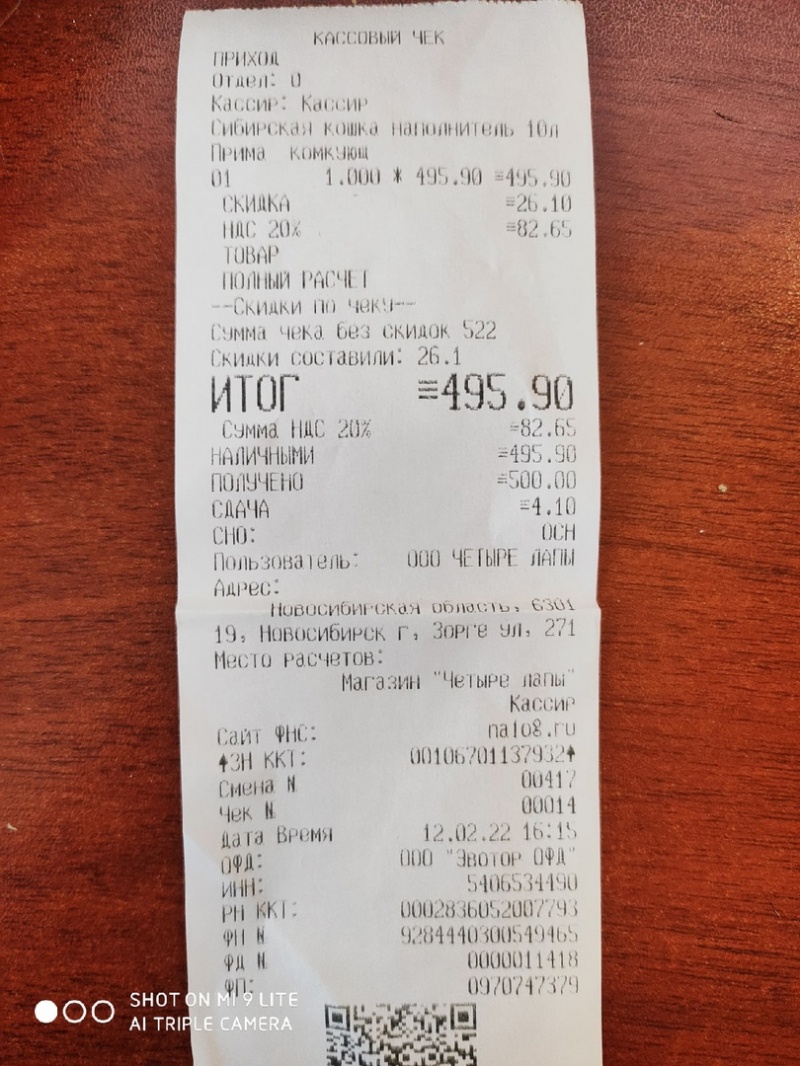 КАССОВЫЙ ЧЕК
ПРИХОД
Отдел: 0
Кассир: Кассир
Сибирская кошка наполнитель 10л
Прима комкующ
01 1.000 * 495.90 =495.90
СКИДКА =26.10
НДС 20% =82.65
ТОВАР
ПОЛНЫЙ РАСЧЕТ
--Скидки по чеку--
Сумма чека без скидок 522
Скидки составили: 26.1
ИТОГ =495.90
Сумма НДС 20% =82.65
НАЛИЧНЫМИ =495.90
ПОЛУЧЕНО =500.00
СДАЧА =4.10
СНО: ОСН
Пользователь: ООО ЧЕТЫРЕ ЛАПЫ
Адрес:
Новосибирская область, 6301
19, Новосибирск г, Зорге ул, 271
Место расчетов:
Магазин "Четыре лапы"
Кассир
Сайт ФНС: nalog.ru
ЗН ККТ: 00106701137932
Смена N 00417
Чек N 00014
Дата Время 12.02.22 16:15
ОФД: ООО "Эвотор ОФД"
ИНН: 5406534490
РН ККТ: 0002836052007793
ФН N 9284440300549465
ФД N 0000011418
ФП: 0970747379
SHOT ON MI 9 LITE
AI TRIPLE CAMERA